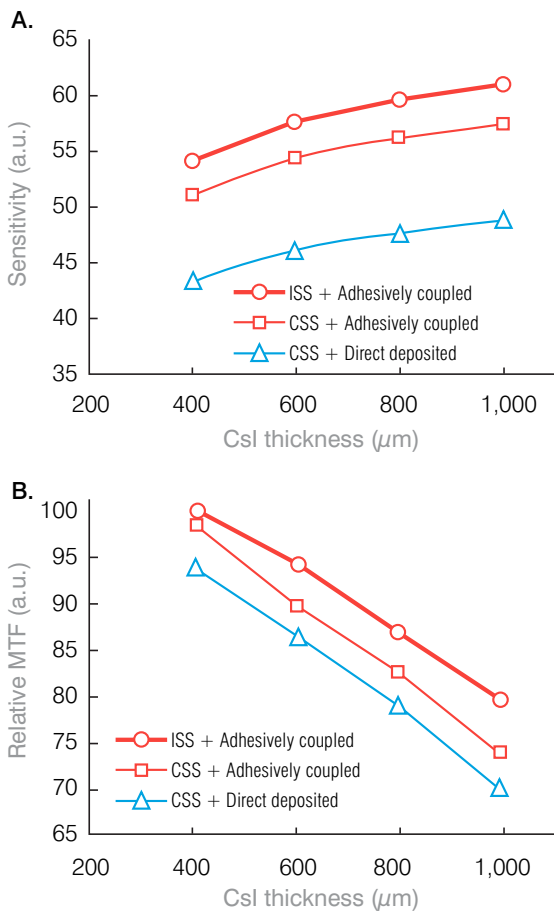 A.
65
60
55
50
45
40
35
Sensitivity (a.u.)
ISS + Adhesively coupled
CSS + Adhesively coupled
CSS + Direct deposited
200 400 600 800 1,000
CsI thickness (µm)
B.
100
95
90
85
80
75
70
65
Relative MTF (a.u.)
ISS + Adhesively coupled
CSS + Adhesively coupled
CSS + Direct deposited
200 400 600 800 1,000
CsI thickness (µm)